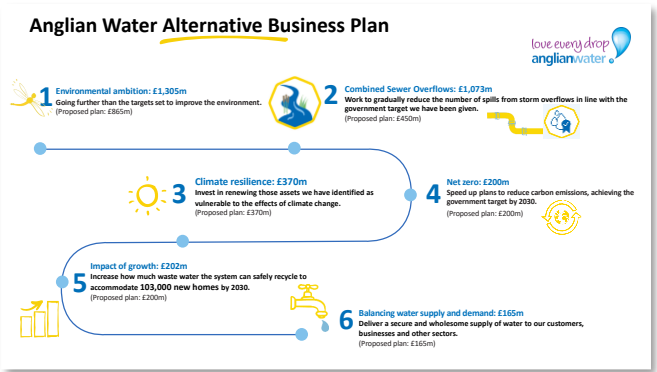 Anglian Water Alternative Business Plan
love every drop
anglianwater
1
Environmental ambition: £1,305m
Going further than the targets set to improve the environment.
(Proposed plan: £865m)
2
Combined Sewer Overflows: £1,073m
Work to gradually reduce the number of spills from storm overflows in line with the
government target we have been given.
(Proposed plan: £450m)
3
Climate resilience: £370m
Invest in renewing those assets we have identified as
vulnerable to the effects of climate change.
(Proposed plan: £370m)
4
Net zero: £200m
Speed up plans to reduce carbon emissions, achieving the
government target by 2030.
(Proposed plan: £200m)
5
Impact of growth: £202m
Increase how much waste water the system can safely recycle to
accommodate 103,000 new homes by 2030.
(Proposed plan: £200m)
6
Balancing water supply and demand: £165m
Deliver a secure and wholesome supply of water to our customers,
businesses and other sectors.
(Proposed plan: £165m)